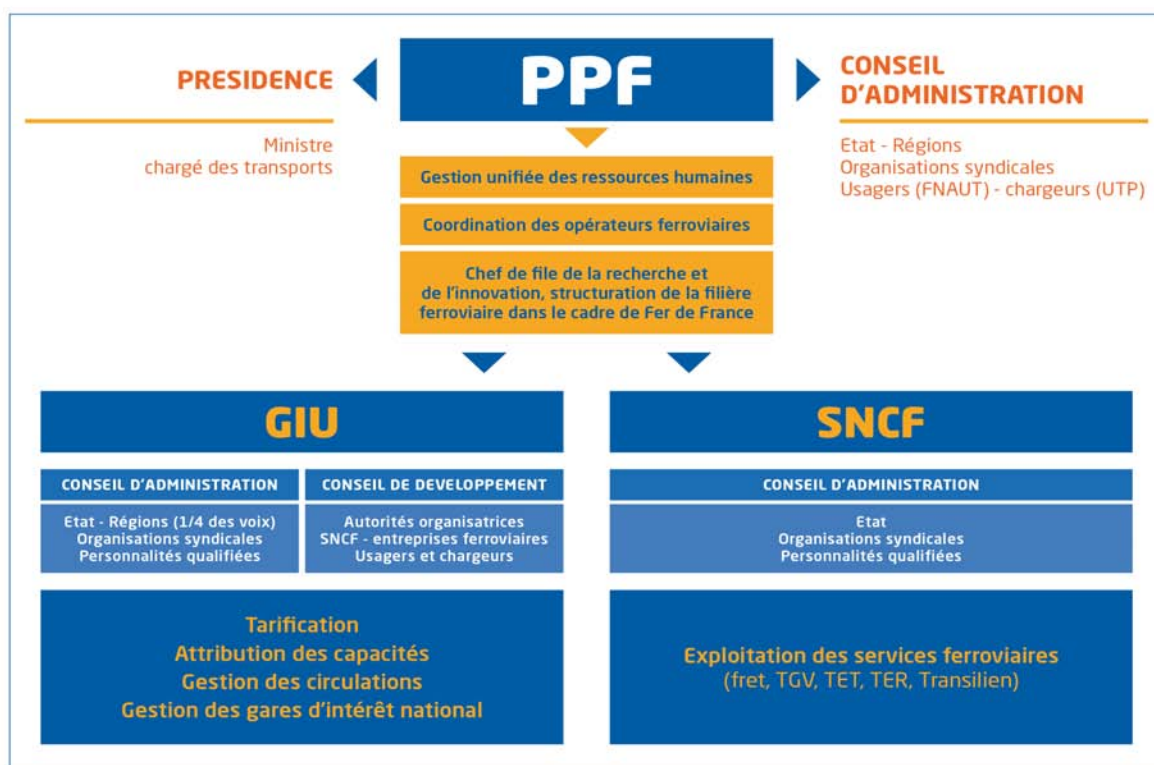 PPF
PRESIDENCE
Ministre
chargé des transports
CONSEIL
D'ADMINISTRATION
Etat - Régions
Organisations syndicales
Usagers (FNAUT) - chargeurs (UTP)
Gestion unifiée des ressources humaines
Coordination des opérateurs ferroviaires
Chef de file de la recherche et
de l'innovation, structuration de la filière
ferroviaire dans le cadre de Fer de France
GIU
CONSEIL D'ADMINISTRATION
Etat - Régions (1/4 des voix)
Organisations syndicales
Personnalités qualifiées
CONSEIL DE DEVELOPPEMENT
Autorités organisatrices
SNCF - entreprises ferroviaires
Usagers et chargeurs
Tarification
Attribution des capacités
Gestion des circulations
Gestion des gares d'intérêt national
SNCF
CONSEIL D'ADMINISTRATION
Etat
Organisations syndicales
Personnalités qualifiées
Exploitation des services ferroviaires
(fret, TGV, TET, TER, Transilien)